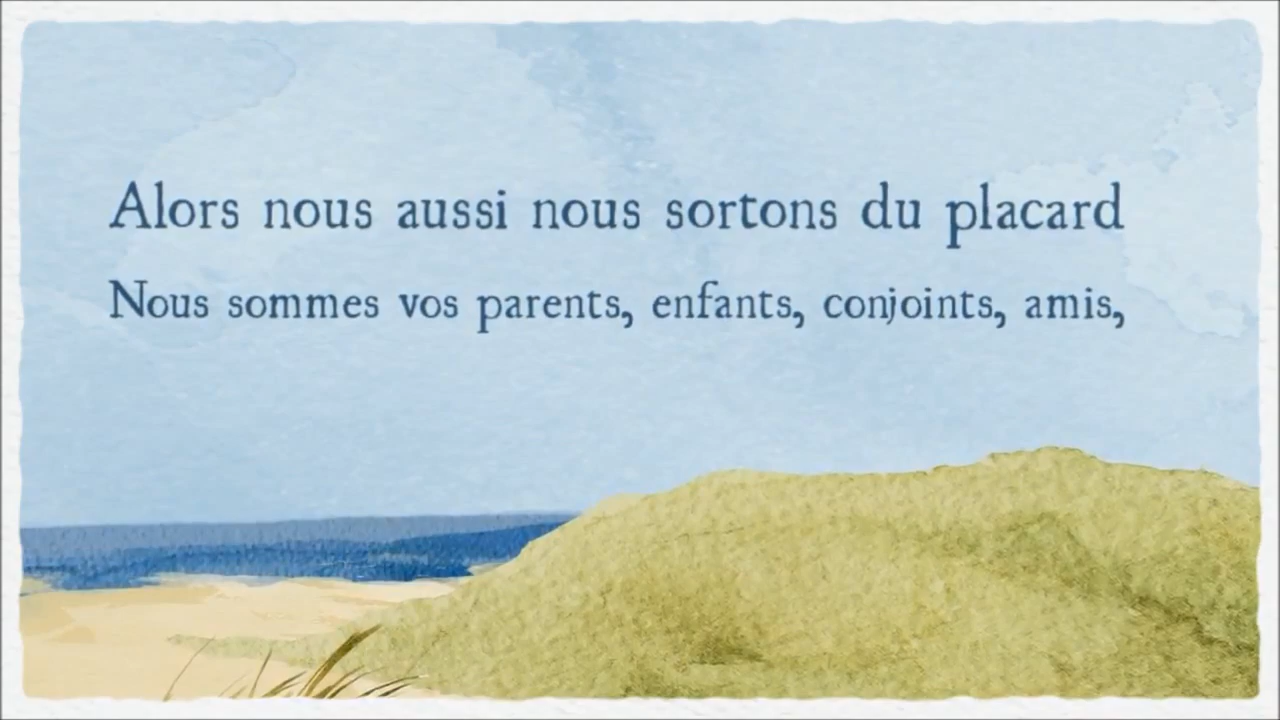 Alors nous aussi nous sortons du placard
Nous sommes vos parents, enfants, conjoints, amis,